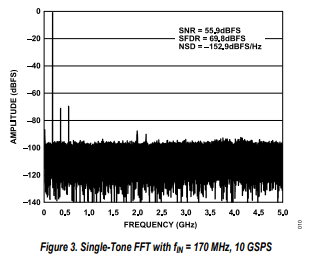 SNR = 55.9dBFS
SFDR = 69.8dBFS
NSD = –152.9dBFS/Hz
AMPLITUDE (dBFS)
0
–20
–40
–60
–80
–100
–120
–140
0 0.5 1.0 1.5 2.0 2.5 3.0 3.5 4.0 4.5 5.0
FREQUENCY (GHz)
010
Figure 3. Single-Tone FFT with fIN = 170 MHz, 10 GSPS